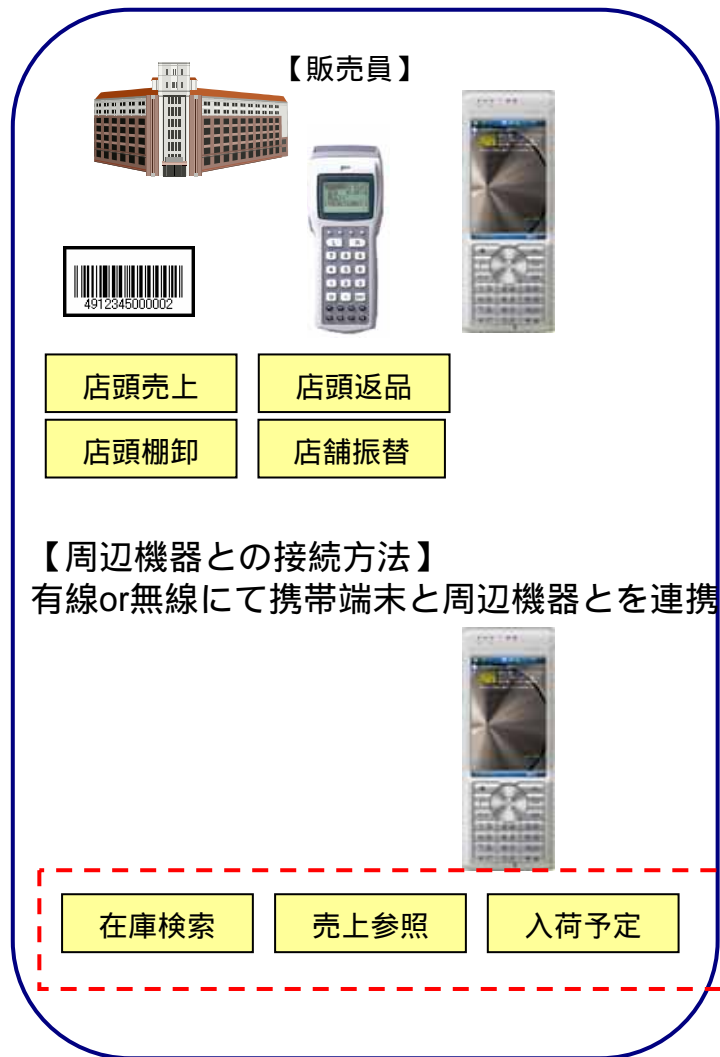 【販売員】
4912345000002
店頭売上 店頭返品
店頭棚卸 店舗振替
【周辺機器との接続方法】
有線or無線にて携帯端末と周辺機器とを連携
在庫検索 売上参照 入荷予定